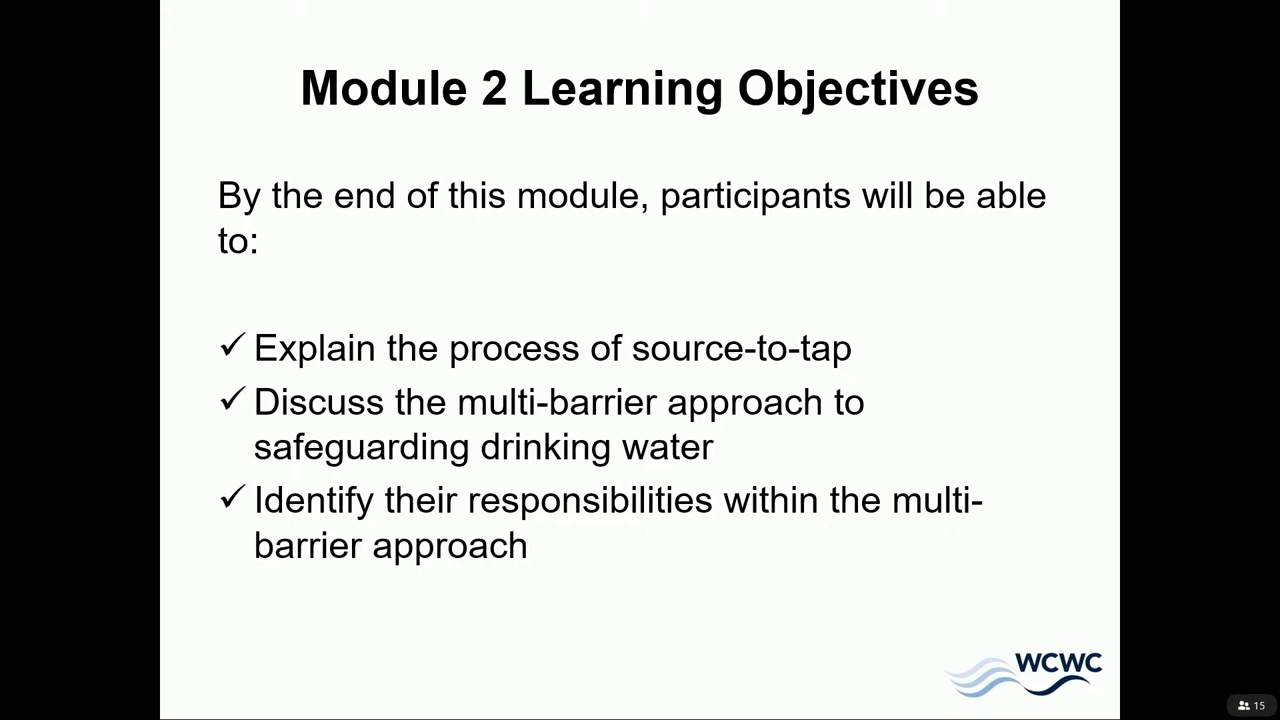 Module 2 Learning Objectives
By the end of this module, participants will be able
to:
✓ Explain the process of source-to-tap
✓ Discuss the multi-barrier approach to
safeguarding drinking water
✓ Identify their responsibilities within the multi-
barrier approach
WCWC
15